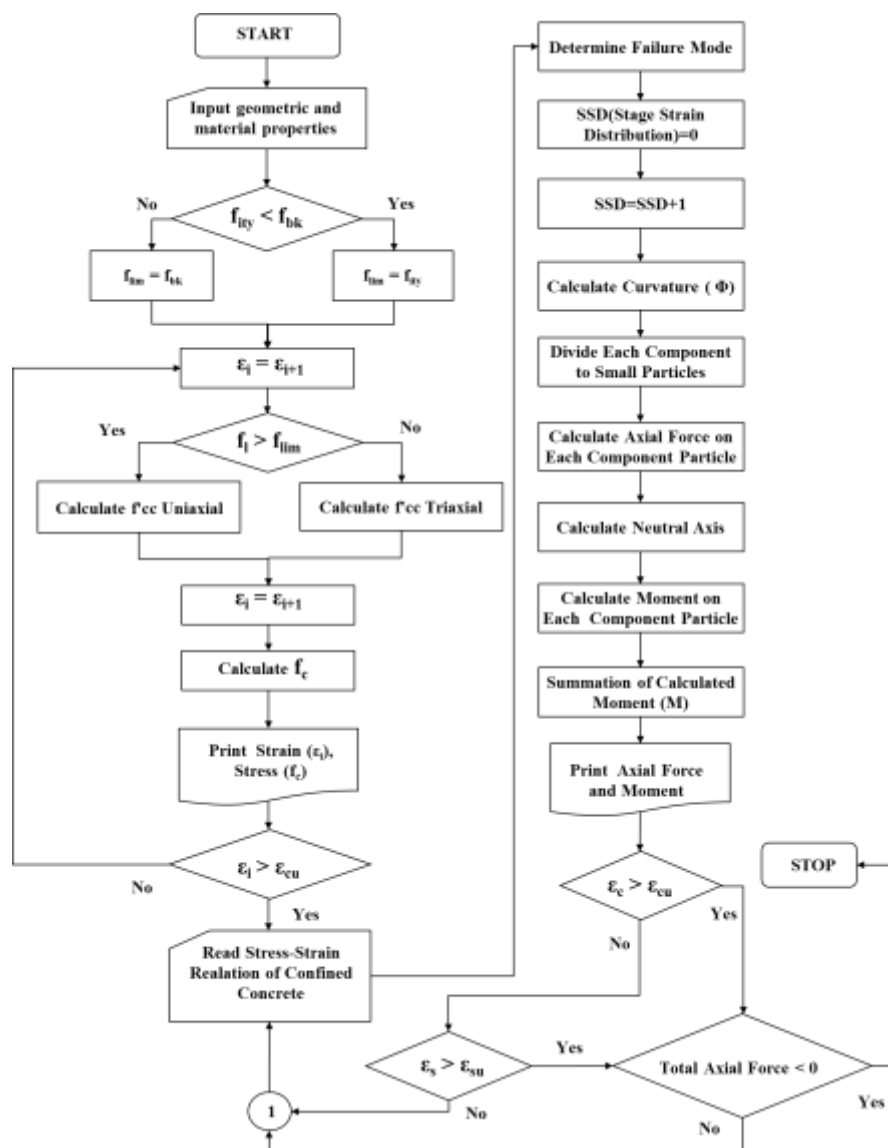 START
Input geometric and
material properties
No
Yes
f_ity < f_bk
f_lim = f_bk
f_lim = f_ity
ε_i = ε_i+1
Yes
No
f_l > f_lim
Calculate f'cc Uniaxial
Calculate f'cc Triaxial
ε_i = ε_i+1
Calculate f_c
Print Strain (ε_i),
Stress (f_c)
ε_i > ε_cu
No
Yes
Read Stress-Strain
Realation of Confined
Concrete
1
Determine Failure Mode
SSD(Stage Strain
Distribution)=0
SSD=SSD+1
Calculate Curvature ( Φ)
Divide Each Component
to Small Particles
Calculate Axial Force on
Each Component Particle
Calculate Neutral Axis
Calculate Moment on
Each Component Particle
Summation of Calculated
Moment (M)
Print Axial Force
and Moment
ε_c > ε_cu
Yes
No
STOP
ε_s > ε_su
Yes
No
Total Axial Force < 0
Yes
No